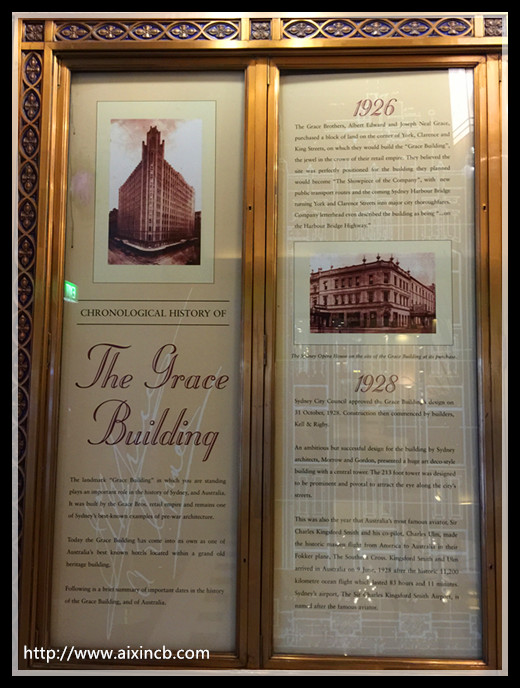 CHRONOLOGICAL HISTORY OF
The Grace
Building
The landmark "Grace Building" in which you are standing
plays an important role in the history of Sydney, and Australia.
It was built by the Grace Bros. retail empire and remains one
of Sydney's best known examples of pre-war architecture.
Today the Grace Building has come into its own as one of
Australia's best known hotels located within a grand old
heritage building.
Following is a brief summary of important dates in the history
of the Grace Building, and of Australia.
1926
The Grace Brothers, Albert Edward and Joseph Neal Grace,
purchased a block of land on the corner of York, Clarence and
King Streets, on which they would build the "Grace Building",
the jewel in the crown of their retail empire. They believed the
site was perfectly positioned for the building they planned
would become "The Showpiece of the Company", with new
public transport routes and the coming Sydney Harbour Bridge
turning York and Clarence Streets into major city thoroughfares.
Company letterhead even described the building as being "...on
the Harbour Bridge Highway."
The Sydney Opera House on the site of the Grace Building at its purchase
1928
Sydney City Council approved the Grace Building's design on
31 October, 1928. Construction then commenced by builders,
Kell & Rigby.
An ambitious but successful design for the building by Sydney
architects, Morrow and Gordon, presented a huge art deco-style
building with a central tower. The 213 foot tower was designed
to be prominent and pivotal to attract the eye along the city's
streets.
This was also the year that Australia's most famous aviator, Sir
Charles Kingsford Smith and his co-pilot, Charles Ulm, made
the historic maiden flight from America to Australia in their
Fokker plane, The Southern Cross. Kingsford Smith and Ulm
arrived in Australia on 9 June, 1928 after the historic 11,200
kilometre ocean flight which lasted 83 hours and 11 minutes.
Sydney's airport, The Sir Charles Kingsford Smith Airport, is
named after the famous aviator.
http://www.aixincb.com